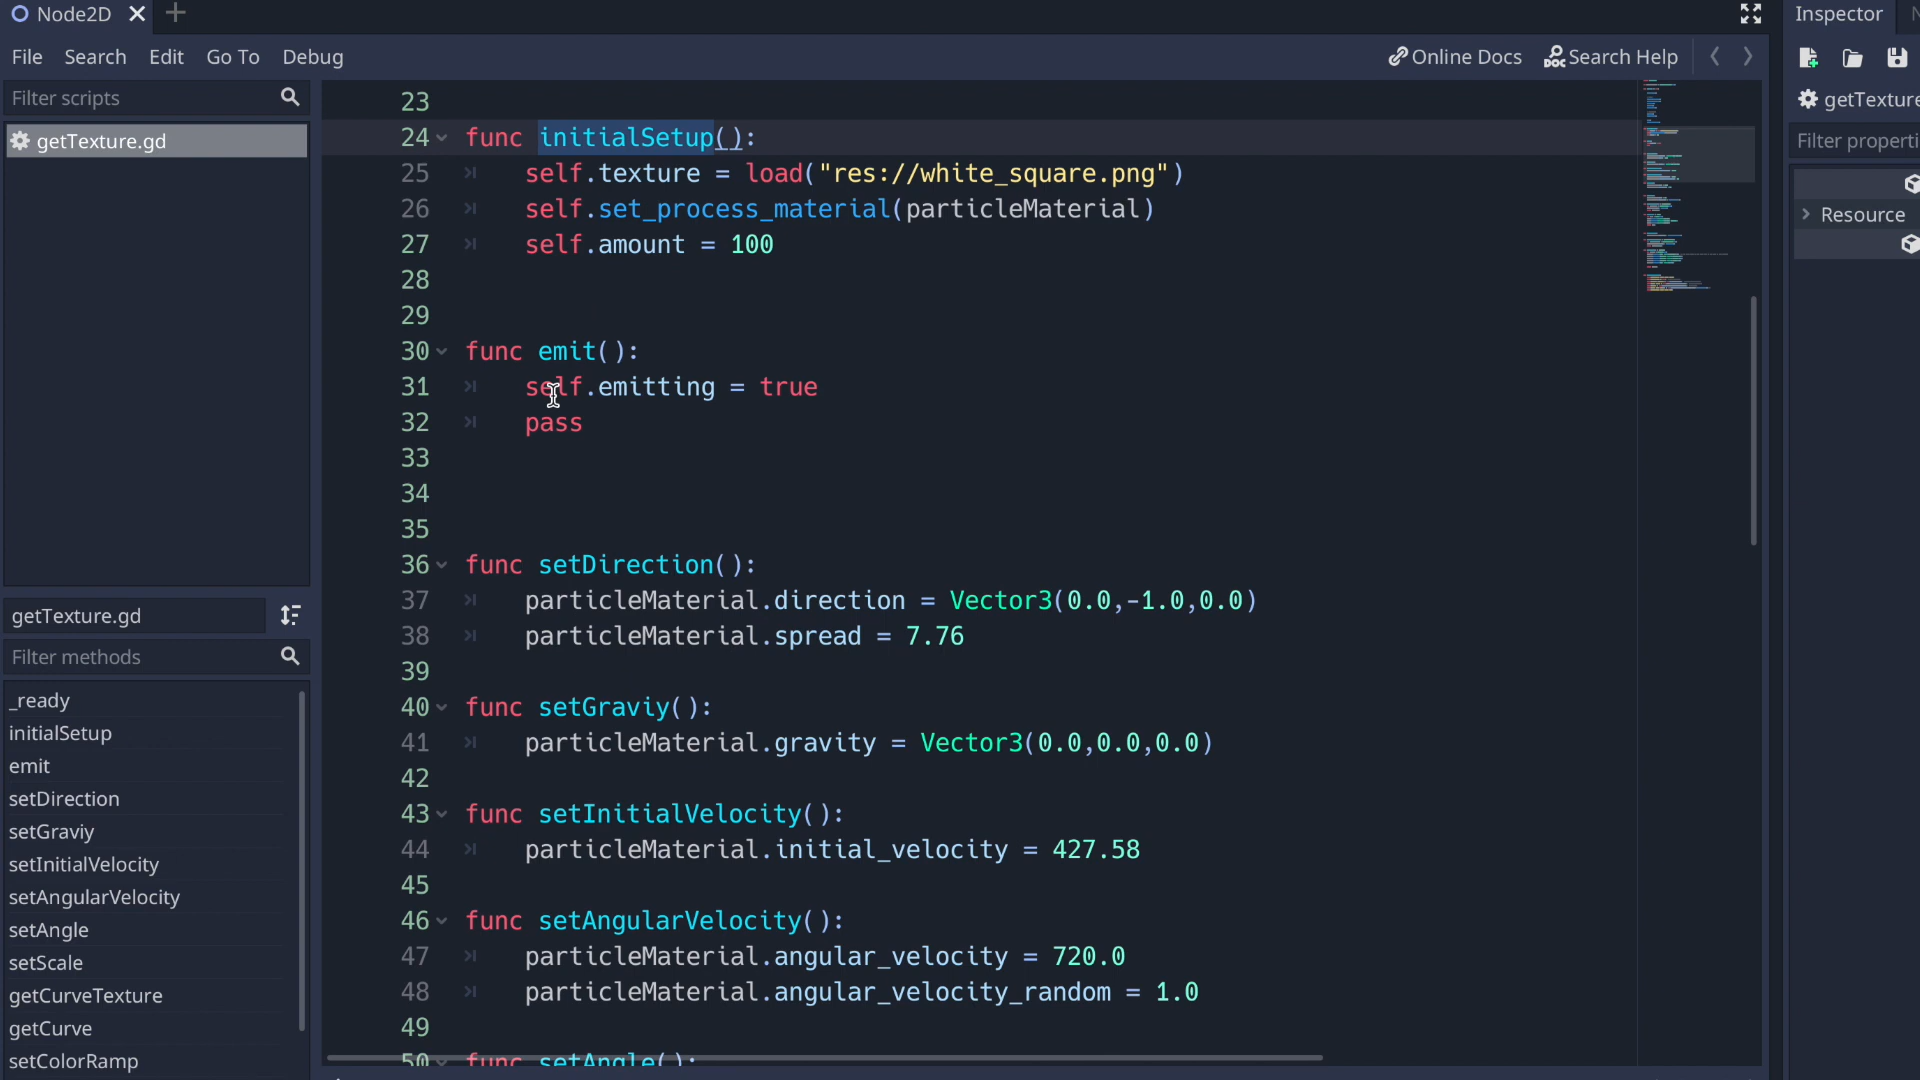 Node2D
File Search Edit Go To Debug
Online Docs
Search Help
Inspector
Filter scripts
getTexture.gd
getTexture.gd
Filter methods
_ready
initialSetup
emit
setDirection
setGraviy
setInitialVelocity
setAngularVelocity
setAngle
setScale
getCurveTexture
getCurve
setColorRamp
23
24 func initialSetup():
25 self.texture = load("res://white_square.png")
26 self.set_process_material(particleMaterial)
27 self.amount = 100
28
29
30 func emit():
31 self.emitting = true
32 pass
33
34
35
36 func setDirection():
37 particleMaterial.direction = Vector3(0.0,-1.0,0.0)
38 particleMaterial.spread = 7.76
39
40 func setGraviy():
41 particleMaterial.gravity = Vector3(0.0,0.0,0.0)
42
43 func setInitialVelocity():
44 particleMaterial.initial_velocity = 427.58
45
46 func setAngularVelocity():
47 particleMaterial.angular_velocity = 720.0
48 particleMaterial.angular_velocity_random = 1.0
49
50 func setAngle():
getTexture
Filter properti
Resource